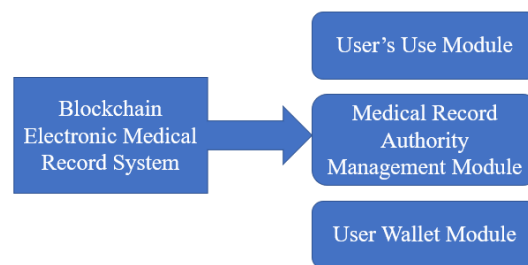 Blockchain
Electronic Medical
Record System
User's Use Module
Medical Record
Authority
Management Module
User Wallet Module